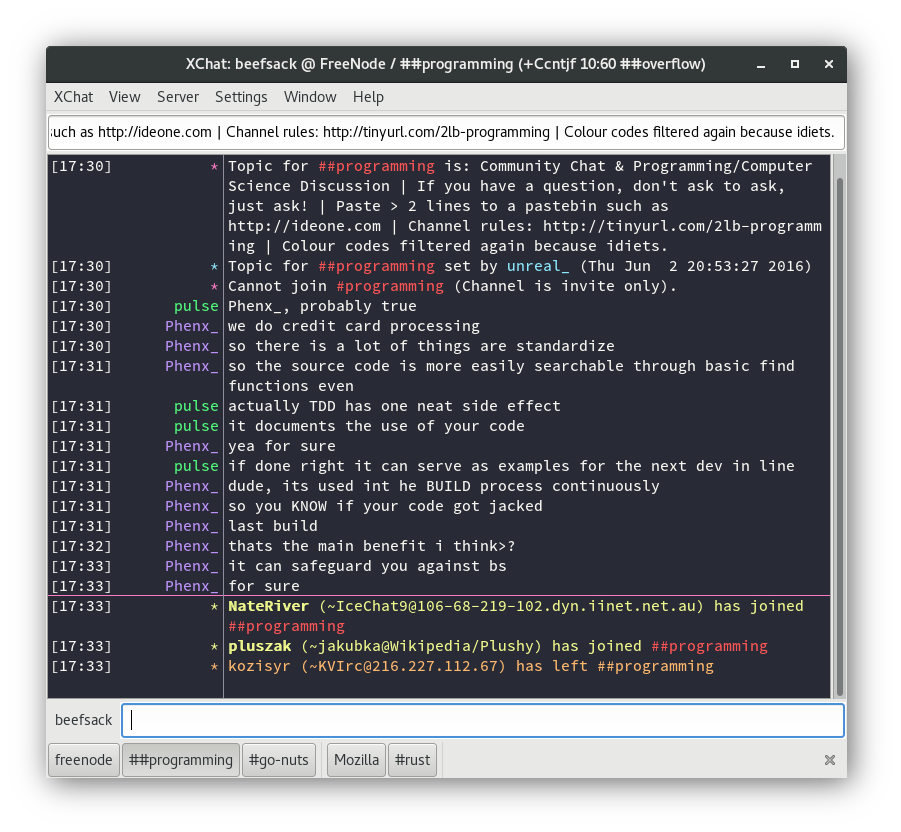 XChat: beefsack @ FreeNode / ##programming (+Ccntjf 10:60 ##overflow)
XChat View Server Settings Window Help
such as http://ideone.com | Channel rules: http://tinyurl.com/2lb-programming | Colour codes filtered again because idiets.
[17:30] * Topic for ##programming is: Community Chat & Programming/Computer
Science Discussion | If you have a question, don't ask to ask,
just ask! | Paste > 2 lines to a pastebin such as
http://ideone.com | Channel rules: http://tinyurl.com/2lb-programm
ing | Colour codes filtered again because idiets.
[17:30] * Topic for ##programming set by unreal_ (Thu Jun  2 20:53:27 2016)
[17:30] * Cannot join #programming (Channel is invite only).
[17:30] pulse Phenx_, probably true
[17:30] Phenx_ we do credit card processing
[17:30] Phenx_ so there is a lot of things are standardize
[17:31] Phenx_ so the source code is more easily searchable through basic find
functions even
[17:31] pulse actually TDD has one neat side effect
[17:31] pulse it documents the use of your code
[17:31] Phenx_ yea for sure
[17:31] pulse if done right it can serve as examples for the next dev in line
[17:31] Phenx_ dude, its used int he BUILD process continuously
[17:31] Phenx_ so you KNOW if your code got jacked
[17:31] Phenx_ last build
[17:32] Phenx_ thats the main benefit i think>?
[17:33] Phenx_ it can safeguard you against bs
[17:33] Phenx_ for sure
[17:33] * NateRiver (~IceChat9@106-68-219-102.dyn.iinet.net.au) has joined
##programming
[17:33] * pluszak (~jakubka@Wikipedia/Plushy) has joined ##programming
[17:33] * kozisyr (~KVIrc@216.227.112.67) has left ##programming
beefsack
freenode ##programming #go-nuts Mozilla #rust